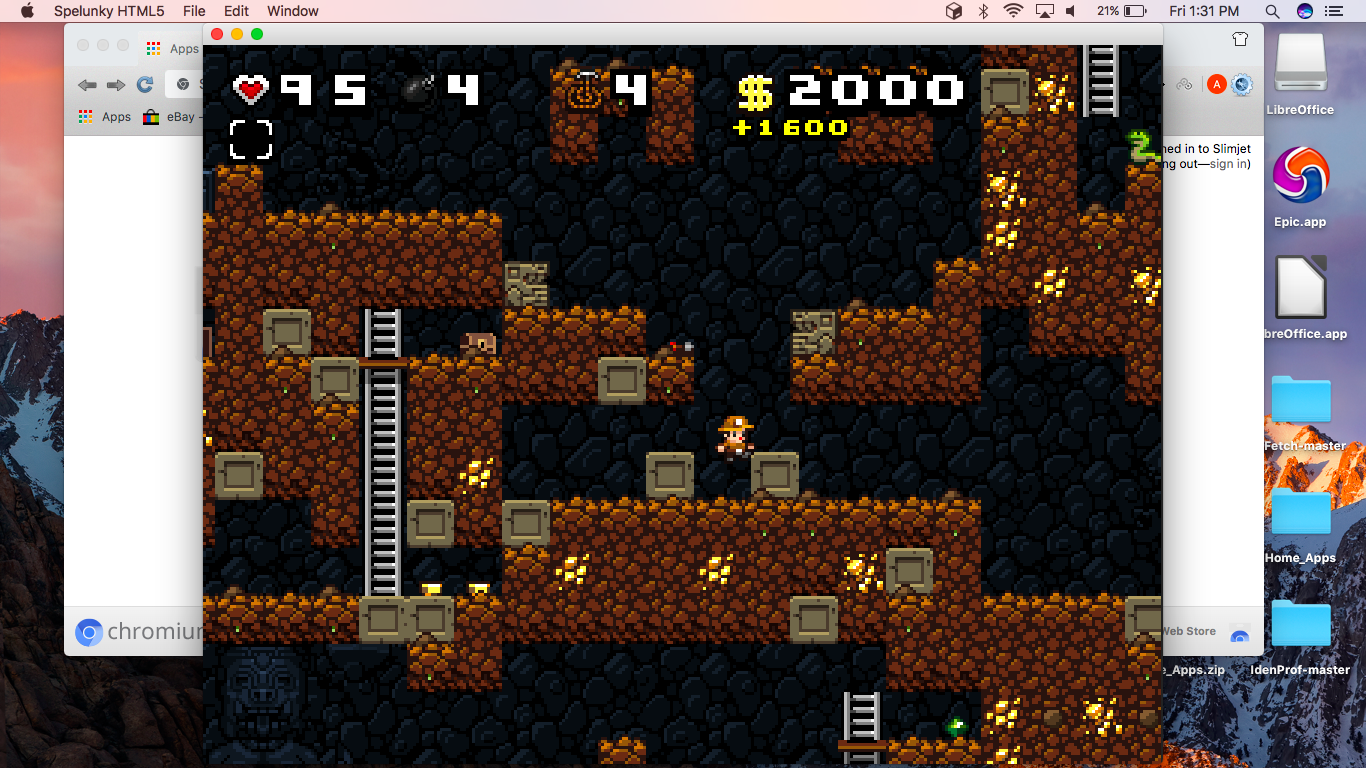 Spelunky HTML5 File Edit Window 21% Fri 1:31 PM
Apps
95 4 4 $2000
+1600
A
Apps eBay
LibreOffice
ned in to Slimjet
ng out—sign in)
Epic.app
breOffice.app
Fetch-master
Home_Apps
chromium
Web Store
e_Apps.zip IdenProf-master